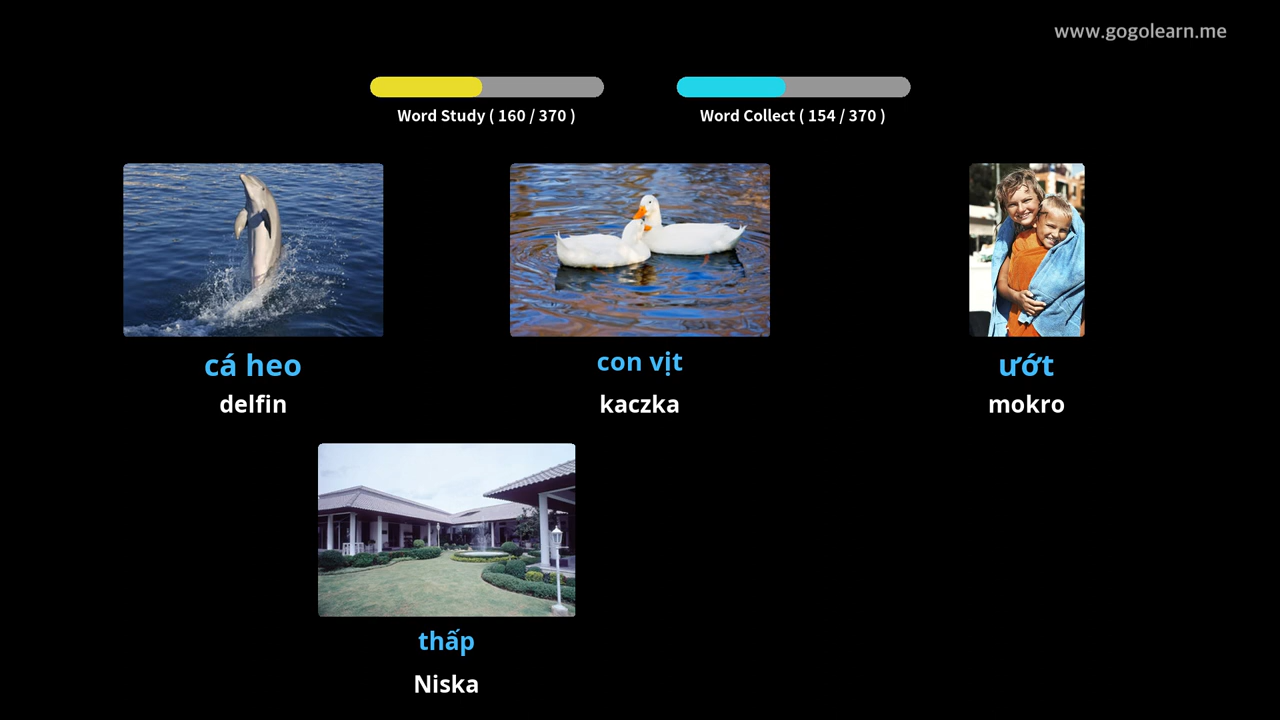 www.gogolearn.me
Word Study ( 160 / 370 )
Word Collect ( 154 / 370 )
cá heo
delfin
con vịt
kaczka
ướt
mokro
thấp
Niska